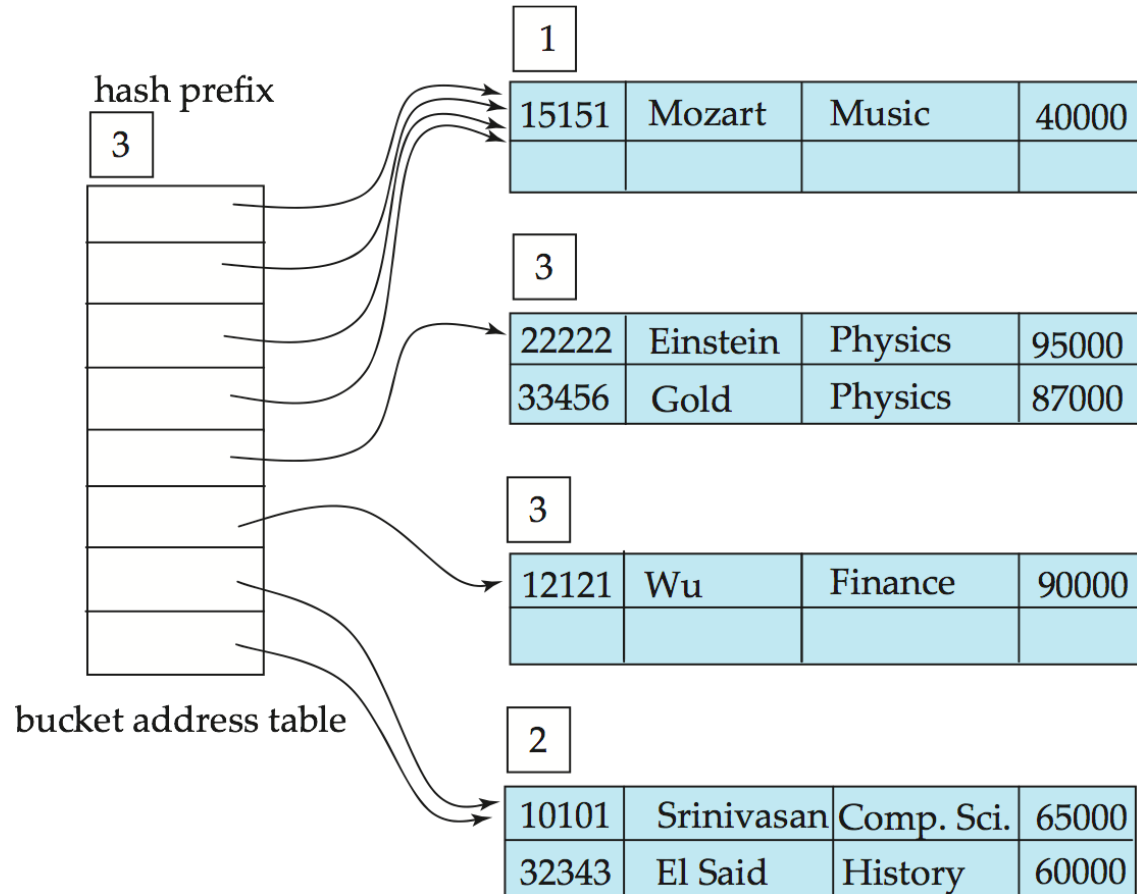 hash prefix
3
bucket address table
1
15151 Mozart Music 40000
3
22222 Einstein Physics 95000
33456 Gold Physics 87000
3
12121 Wu Finance 90000
2
10101 Srinivasan Comp. Sci. 65000
32343 El Said History 60000